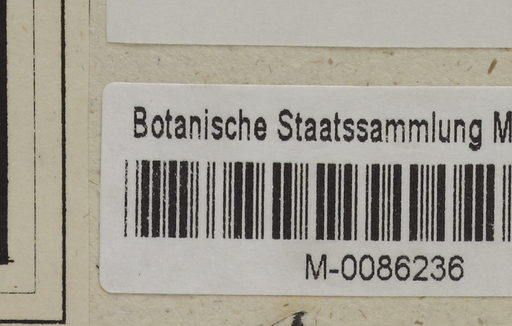 Botanische Staatssammlung M
M-0086236